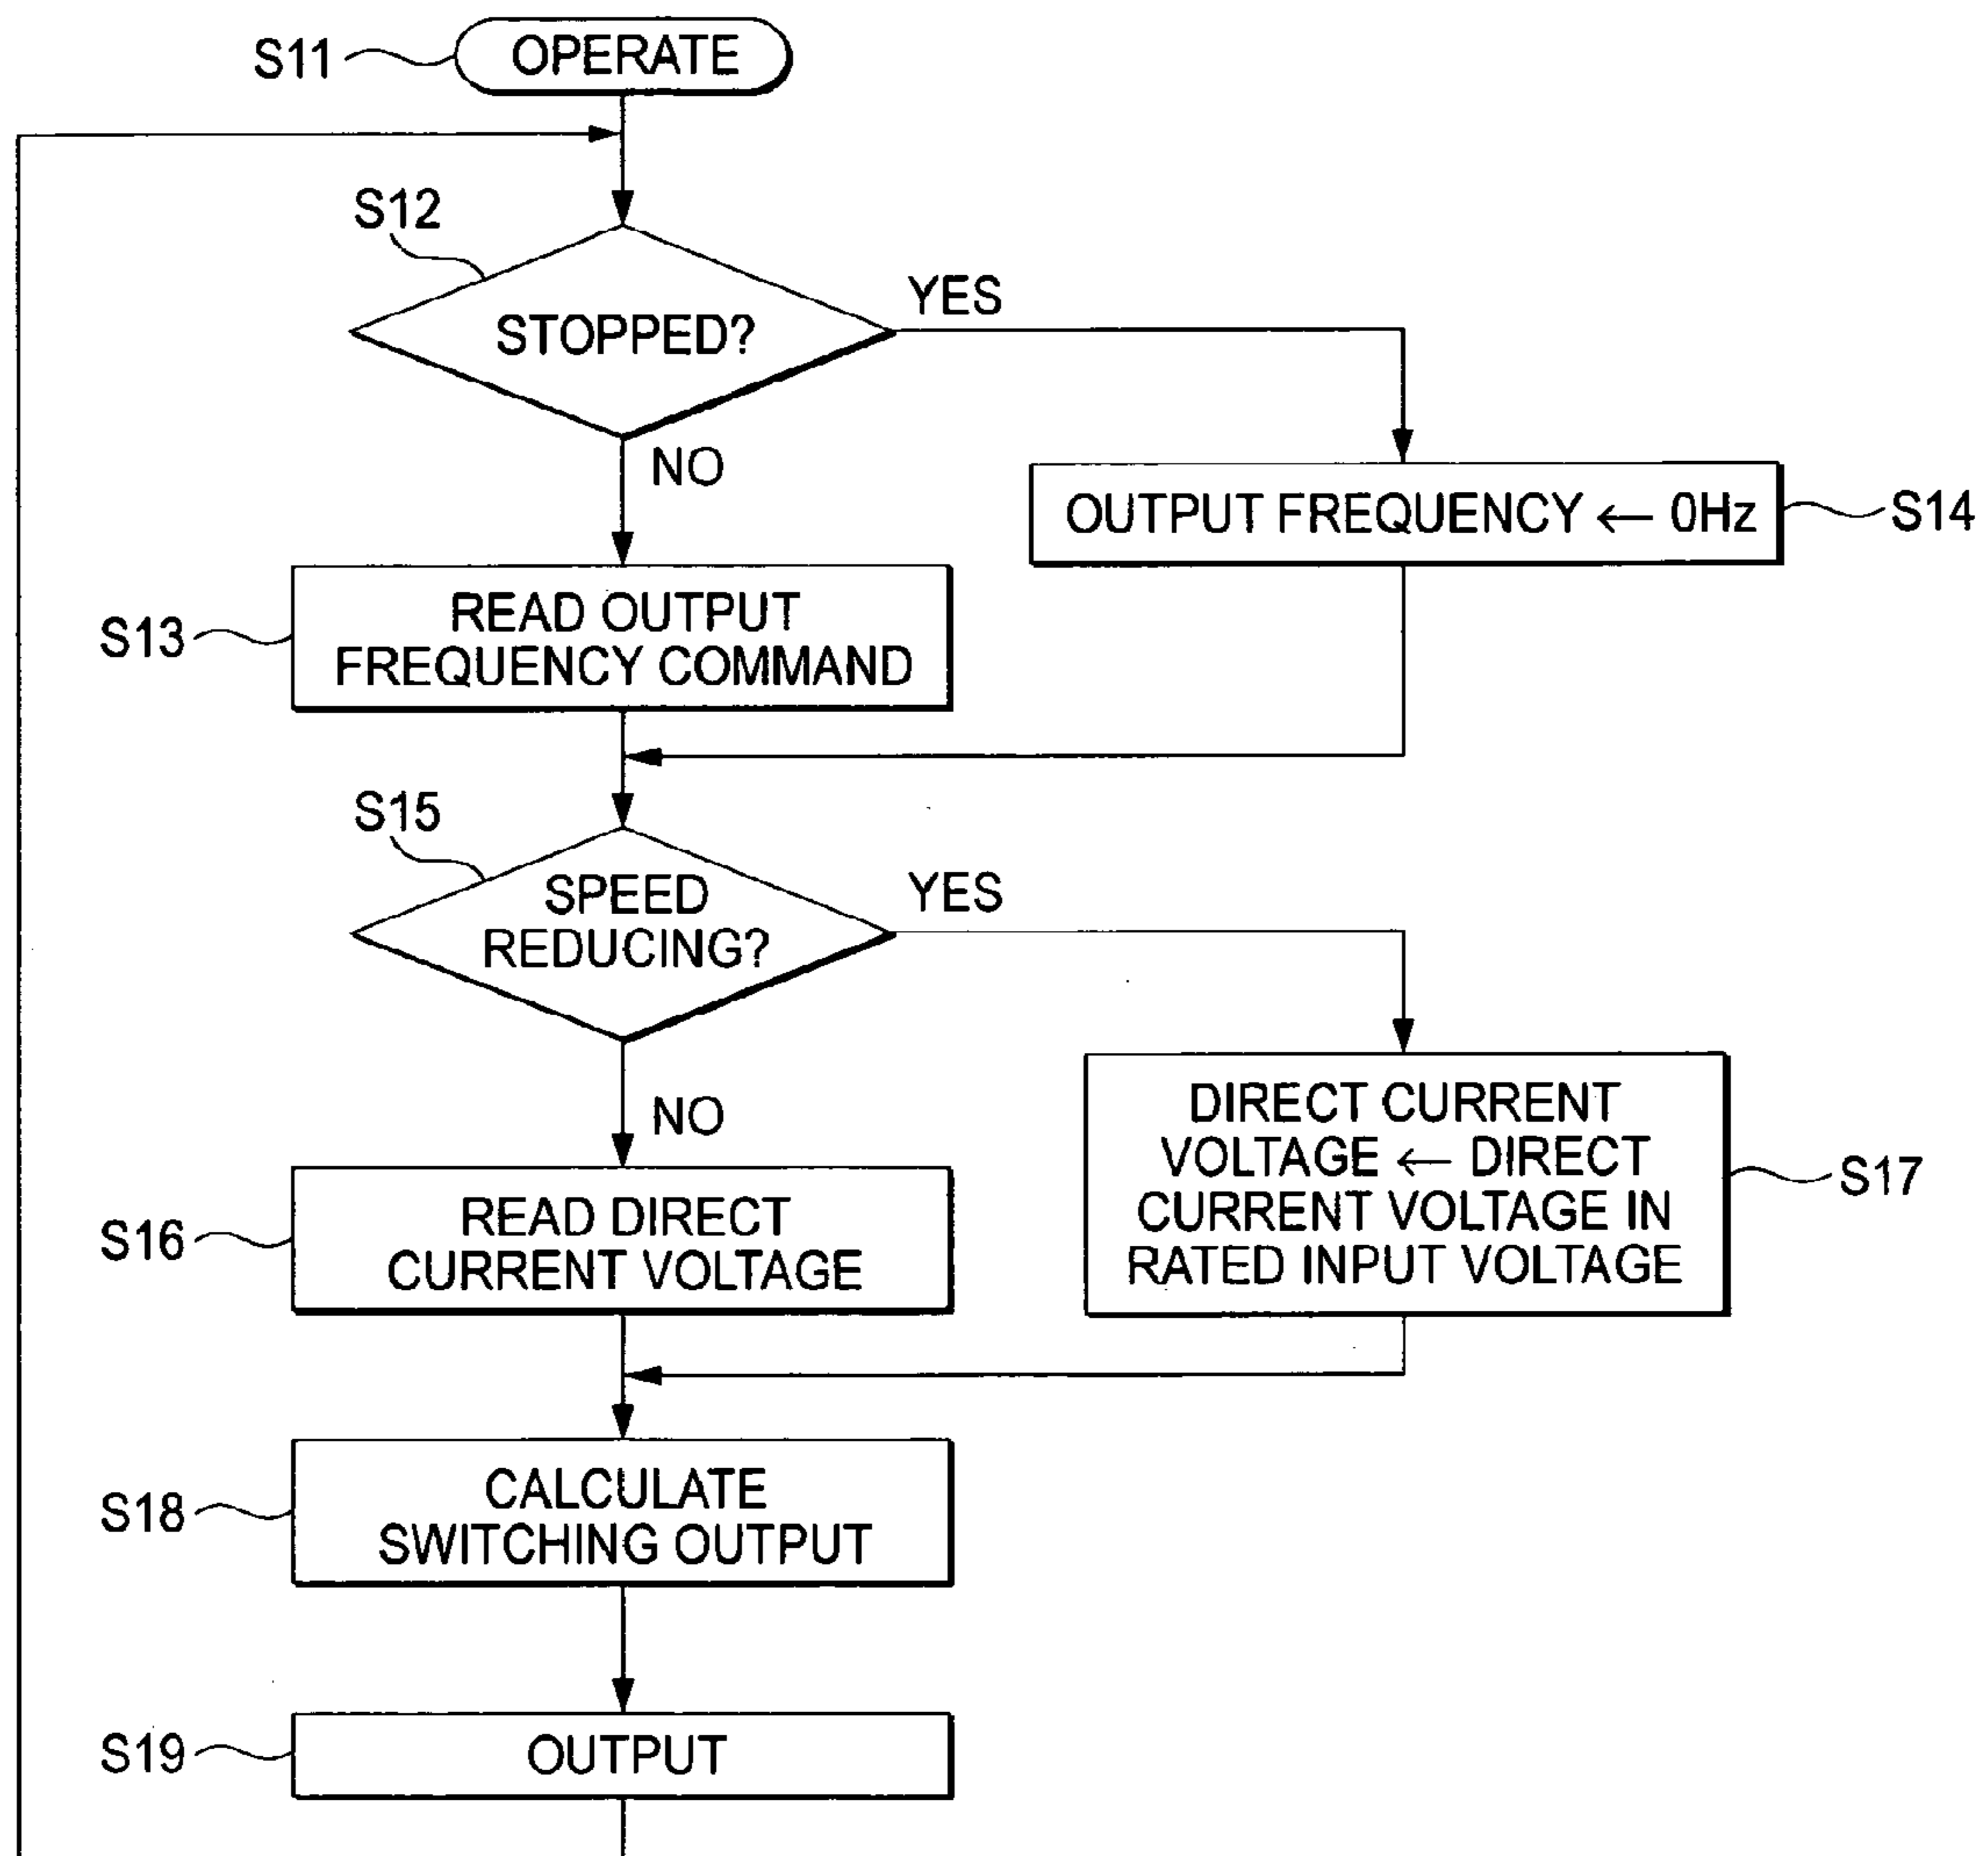 S11
OPERATE
S12
STOPPED?
YES
NO
OUTPUT FREQUENCY ← 0Hz
S14
S13
READ OUTPUT
FREQUENCY COMMAND
S15
SPEED
REDUCING?
YES
NO
DIRECT CURRENT
VOLTAGE ← DIRECT
CURRENT VOLTAGE IN
RATED INPUT VOLTAGE
S17
S16
READ DIRECT
CURRENT VOLTAGE
S18
CALCULATE
SWITCHING OUTPUT
S19
OUTPUT